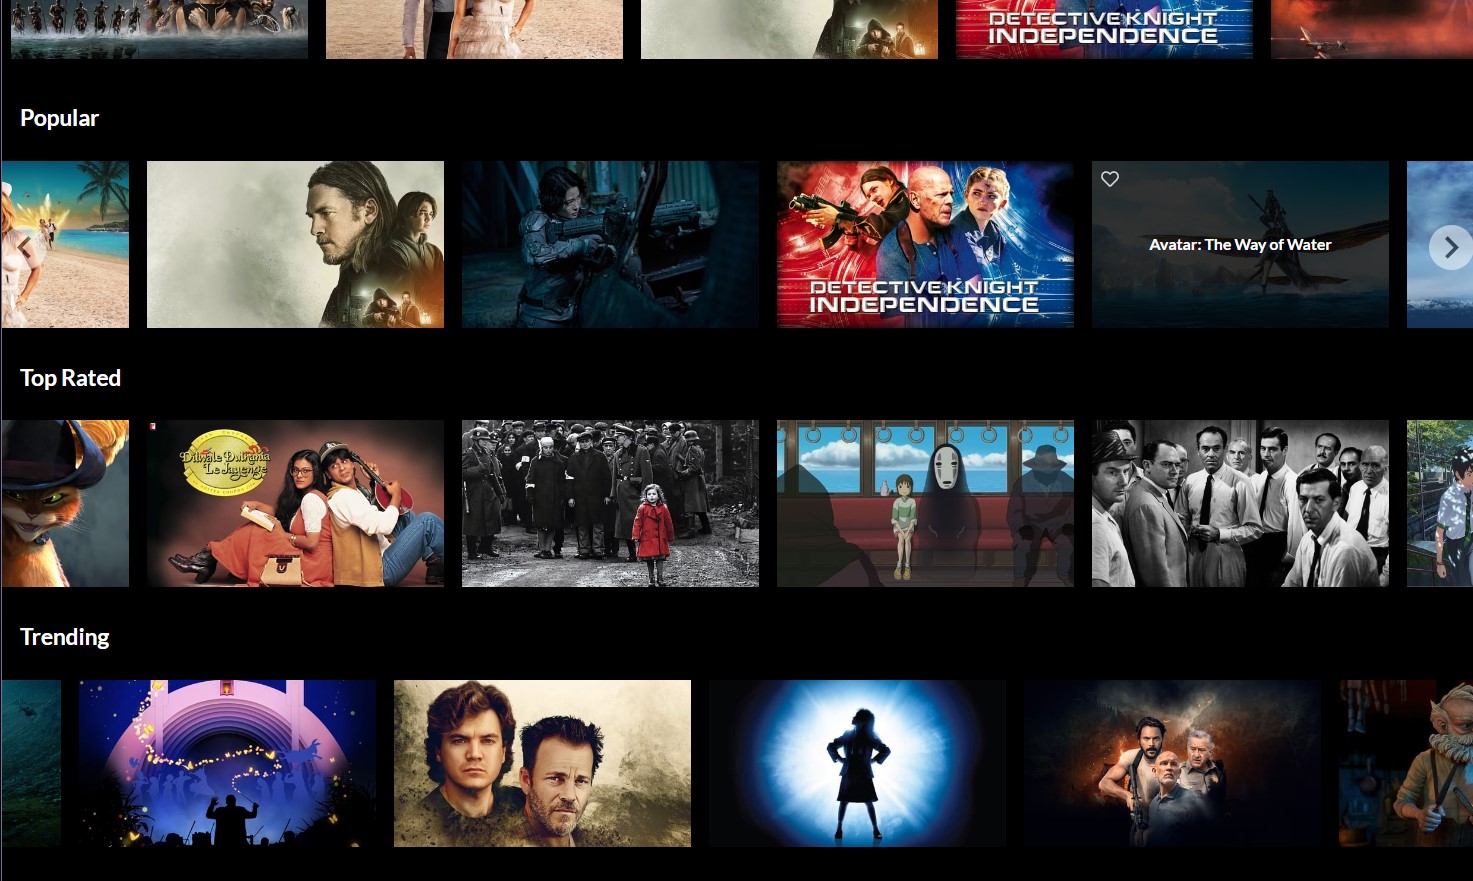 DETECTIVE KNIGHT
INDEPENDENCE
Popular
DETECTIVE KNIGHT
INDEPENDENCE
Avatar: The Way of Water
Top Rated
Dilwale Dulhania
Le Jayenge
Trending